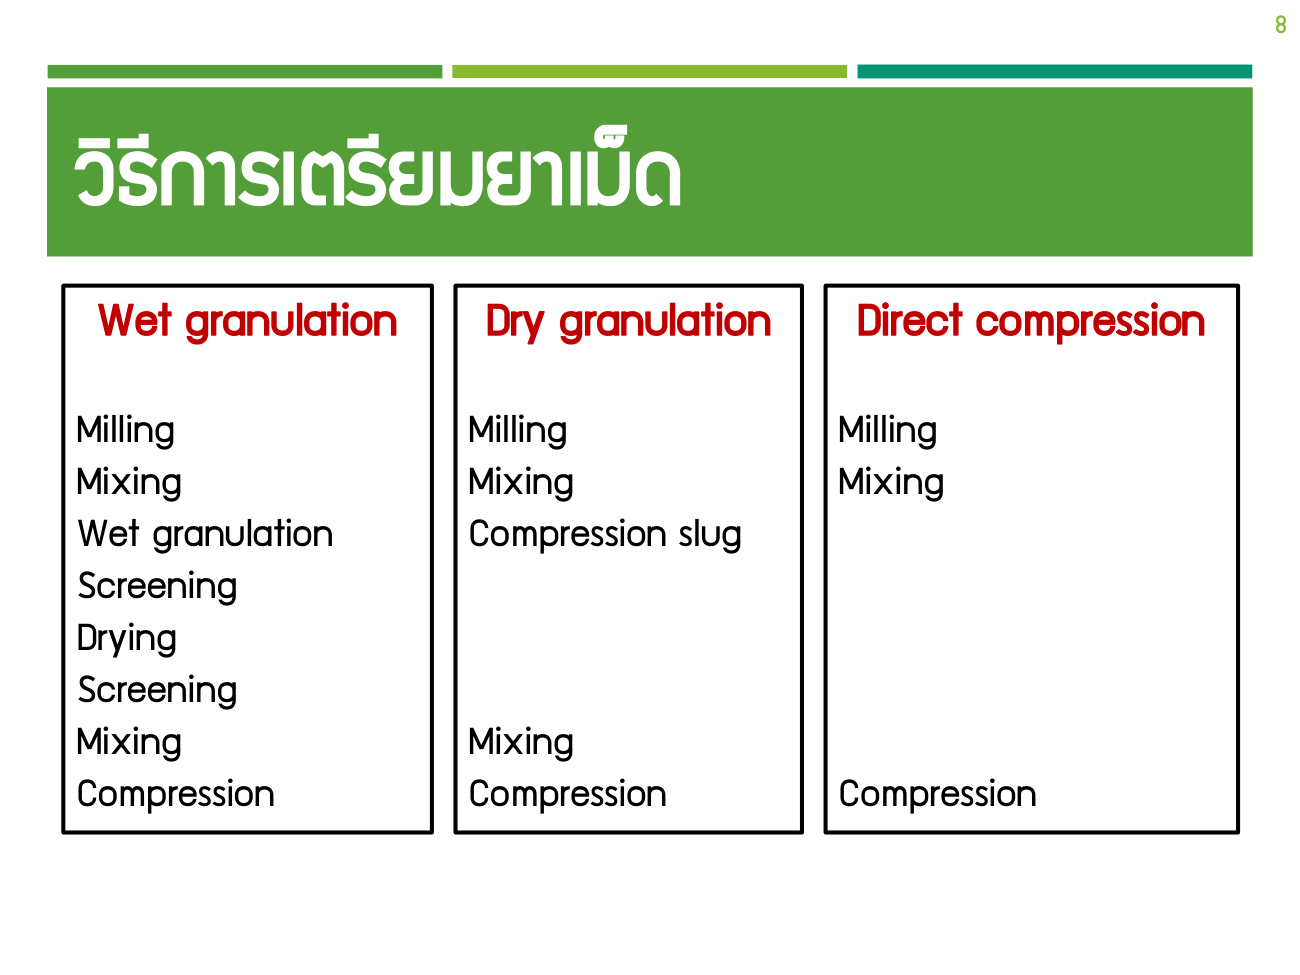 8
วิธีการเตรียมยาเม็ด
Wet granulation
Milling
Mixing
Wet granulation
Screening
Drying
Screening
Mixing
Compression
Dry granulation
Milling
Mixing
Compression slug
Mixing
Compression
Direct compression
Milling
Mixing
Compression